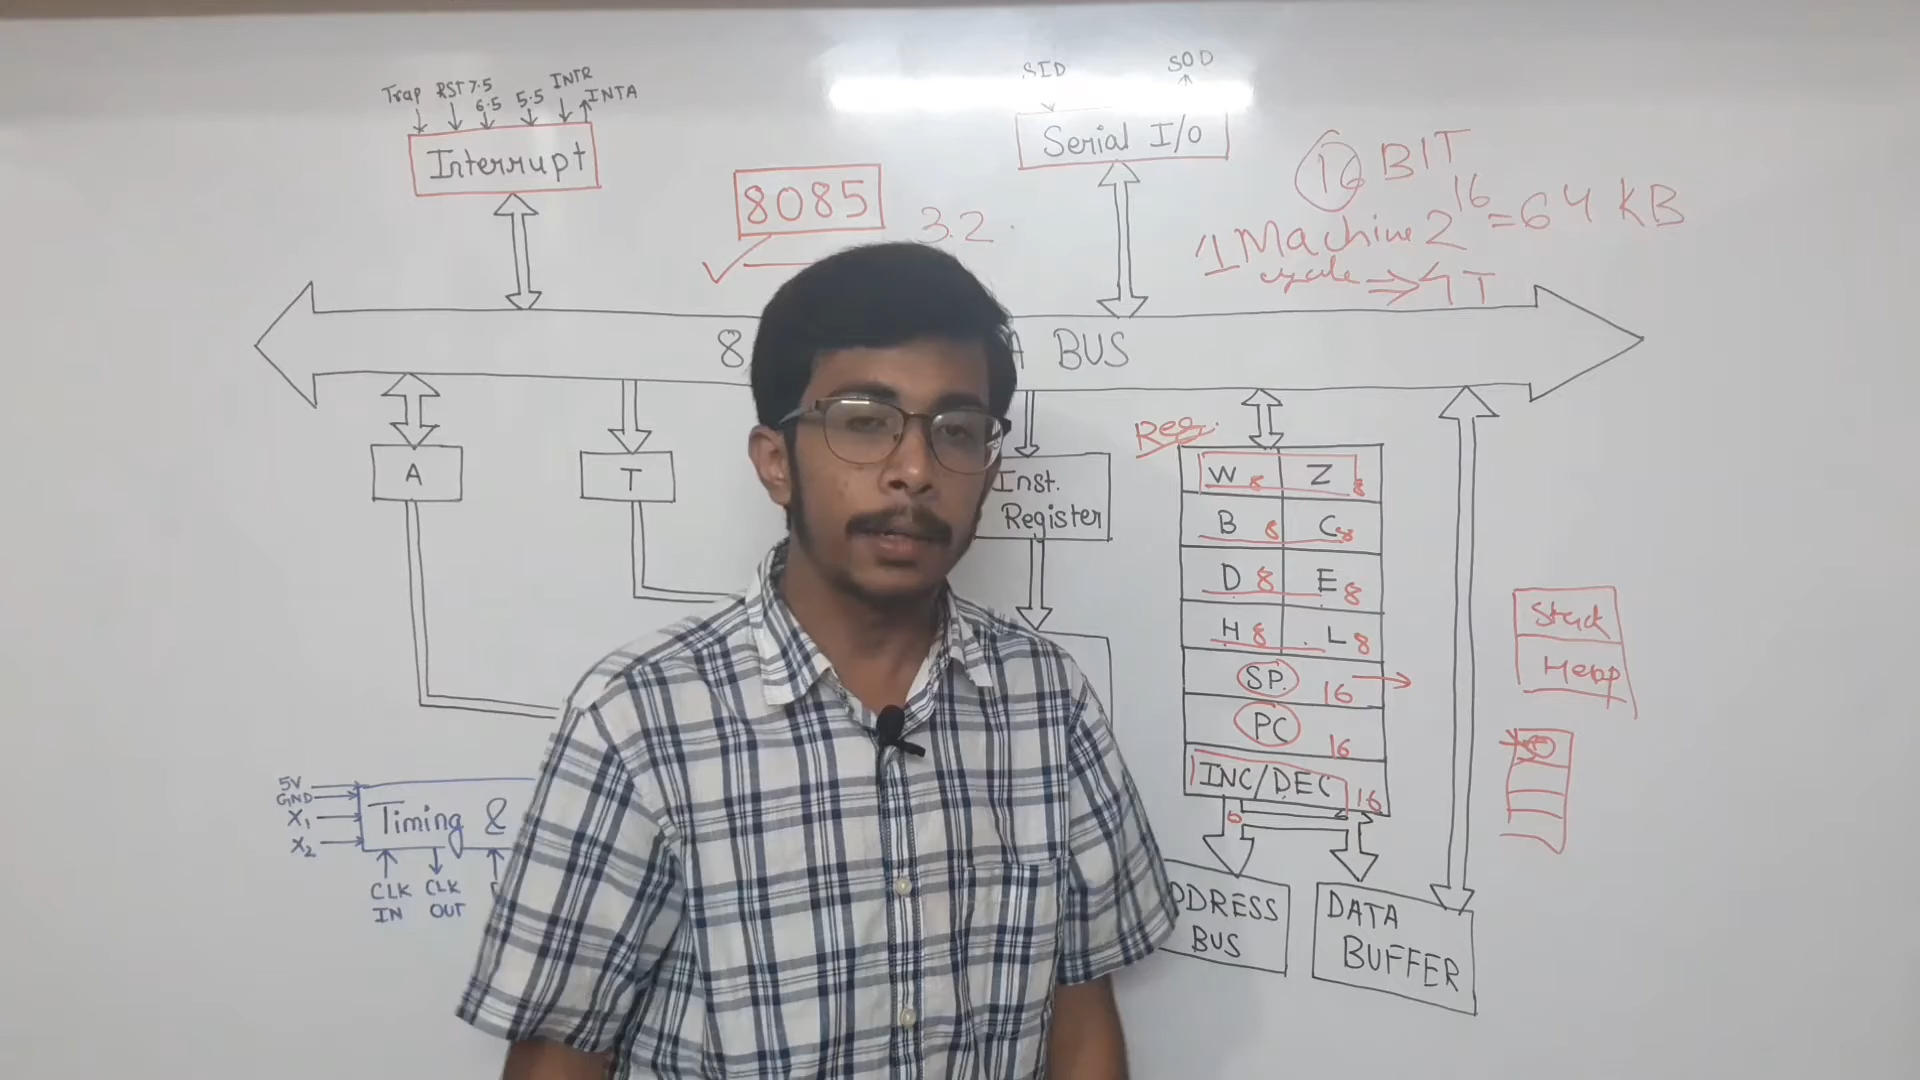 Trap RST 7.5 6.5 5.5 INTR INTA
Interrupt
SID SOD
Serial I/O
8085
3.2
16 BIT
2^16 = 64 KB
1 Machine
cycle => 4T
8 A BUS
A
T
Inst.
Register
Reg.
W 8 Z 8
B 8 C 8
D 8 E 8
H 8 L 8
SP 16
PC 16
INC/DEC 16
Stack
Heap
5V
GND
X1
X2
Timing &
CLK
IN
CLK
OUT
DDRESS
BUS
DATA
BUFFER